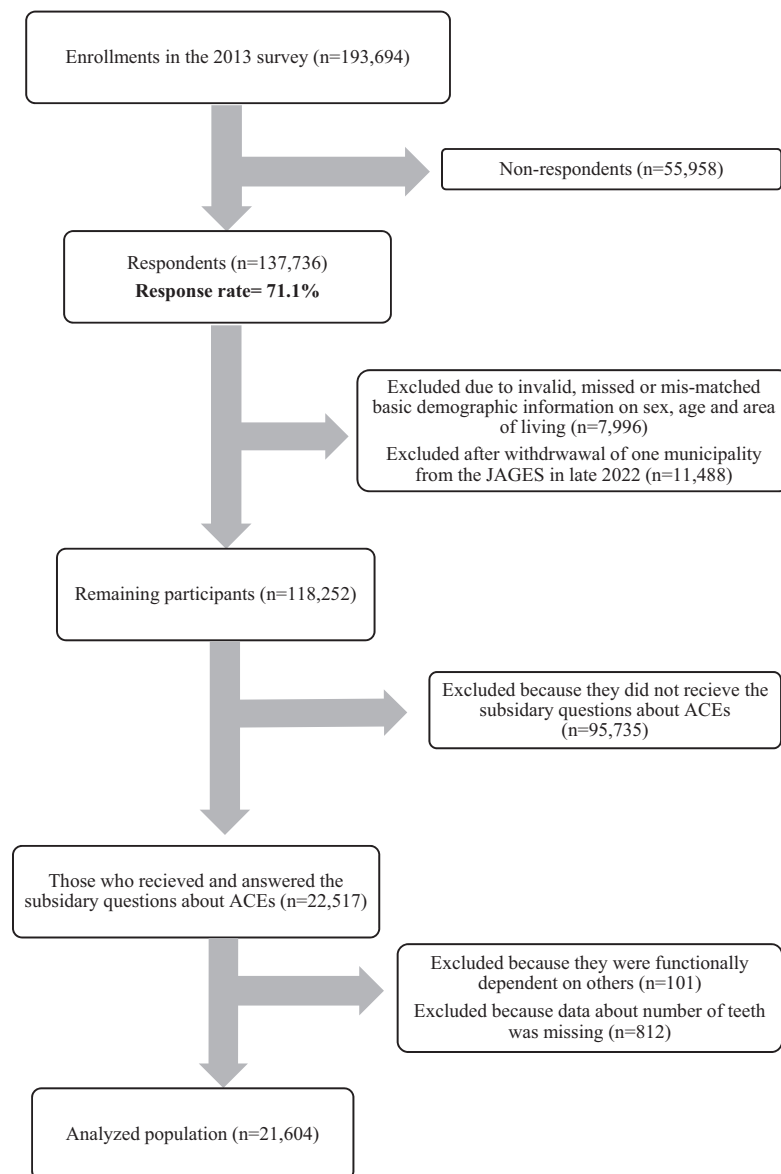 Enrollments in the 2013 survey (n=193,694)
Non-respondents (n=55,958)
Respondents (n=137,736)
Response rate= 71.1%
Excluded due to invalid, missed or mis-matched
basic demographic information on sex, age and area
of living (n=7,996)
Excluded after withdrwawal of one municipality
from the JAGES in late 2022 (n=11,488)
Remaining participants (n=118,252)
Excluded because they did not recieve the
subsidary questions about ACEs
(n=95,735)
Those who recieved and answered the
subsidary questions about ACEs (n=22,517)
Excluded because they were functionally
dependent on others (n=101)
Excluded because data about number of teeth
was missing (n=812)
Analyzed population (n=21,604)